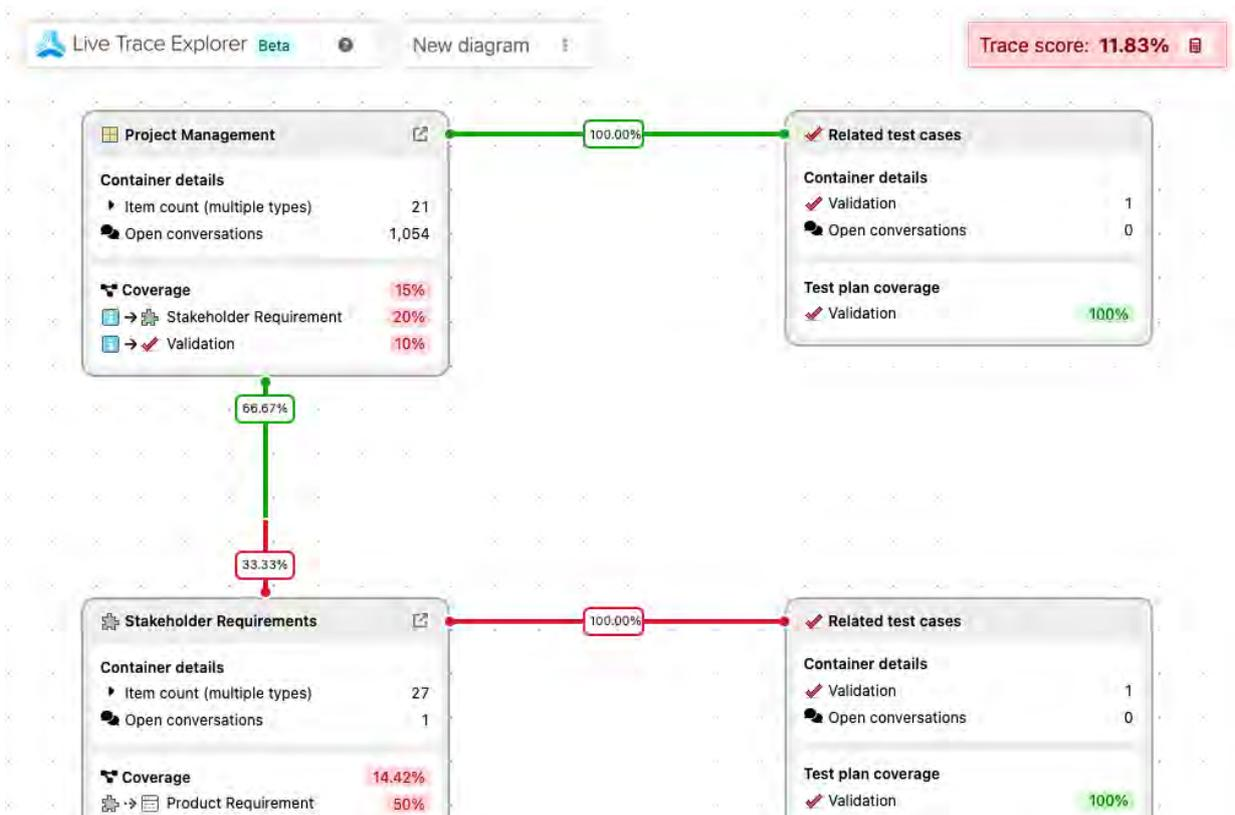 Live Trace Explorer Beta
New diagram
Trace score: 11.83%
Project Management
100.00%
Related test cases
Container details
Item count (multiple types) 21
Open conversations 1,054
Coverage 15%
Stakeholder Requirement 20%
Validation 10%
Container details
Validation 1
Open conversations 0
Test plan coverage
Validation 100%
66.67%
33.33%
Stakeholder Requirements
100.00%
Related test cases
Container details
Item count (multiple types) 27
Open conversations 1
Coverage 14.42%
Product Requirement 50%
Container details
Validation 1
Open conversations 0
Test plan coverage
Validation 100%